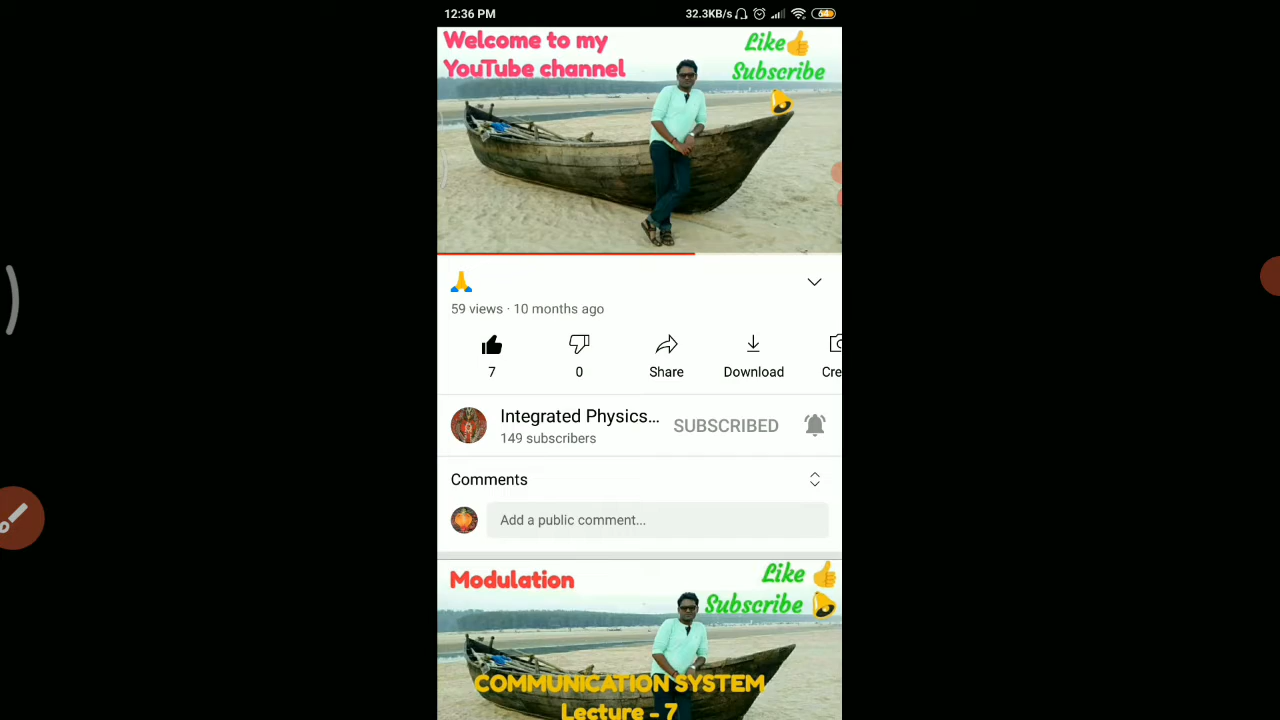 12:36 PM
32.3KB/s
64
Welcome to my
YouTube channel
Like👍
Subscribe
🔔
🙏
59 views · 10 months ago
7
0
Share
Download
Cre
Integrated Physics...
149 subscribers
SUBSCRIBED
Comments
Add a public comment...
Modulation
Like 👍
Subscribe 🔔
COMMUNICATION SYSTEM
Lecture - 7